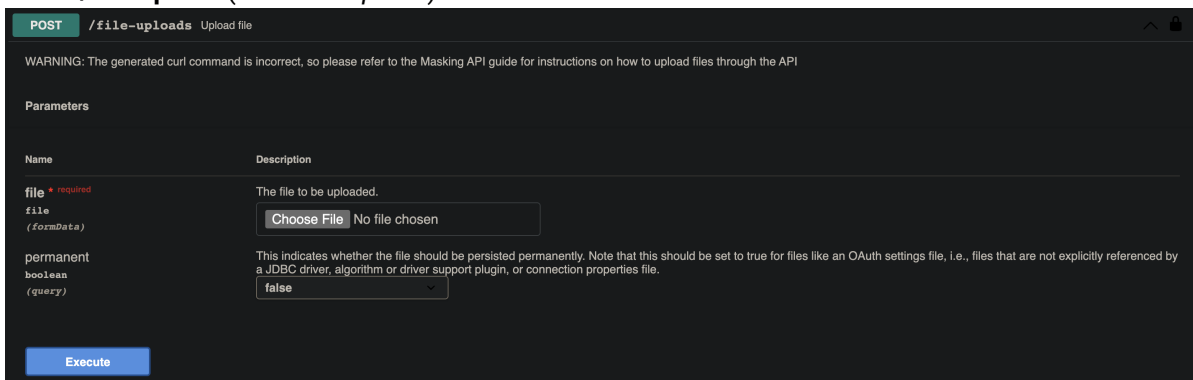 POST /file-uploads Upload file
WARNING: The generated curl command is incorrect, so please refer to the Masking API guide for instructions on how to upload files through the API
Parameters
Name Description
file * required The file to be uploaded.
file
(formData)
Choose File No file chosen
permanent This indicates whether the file should be persisted permanently. Note that this should be set to true for files like an OAuth settings file, i.e., files that are not explicitly referenced by
boolean a JDBC driver, algorithm or driver support plugin, or connection properties file.
(query) false
Execute